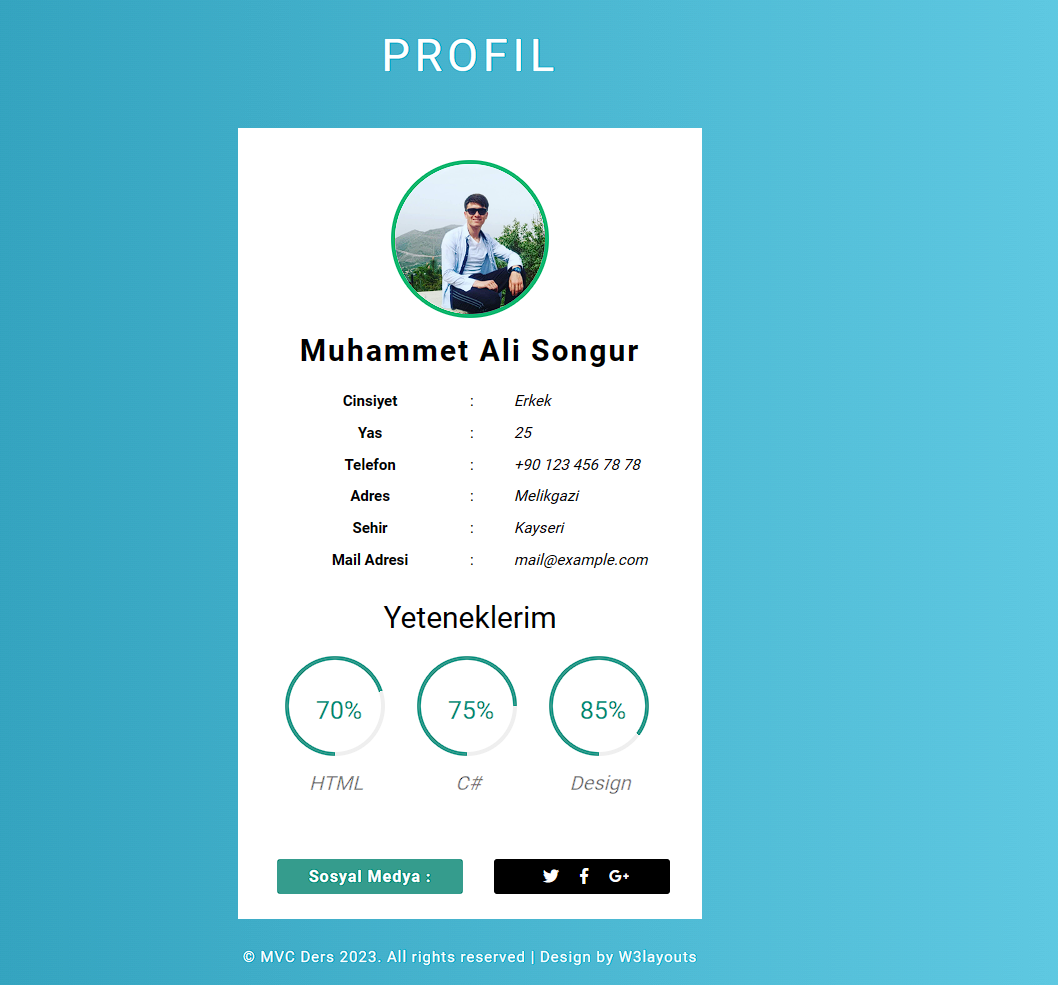 PROFIL
Muhammet Ali Songur
Cinsiyet : Erkek
Yas : 25
Telefon : +90 123 456 78 78
Adres : Melikgazi
Sehir : Kayseri
Mail Adresi : mail@example.com
Yeteneklerim
70% 75% 85%
HTML C# Design
Sosyal Medya :
© MVC Ders 2023. All rights reserved | Design by W3layouts